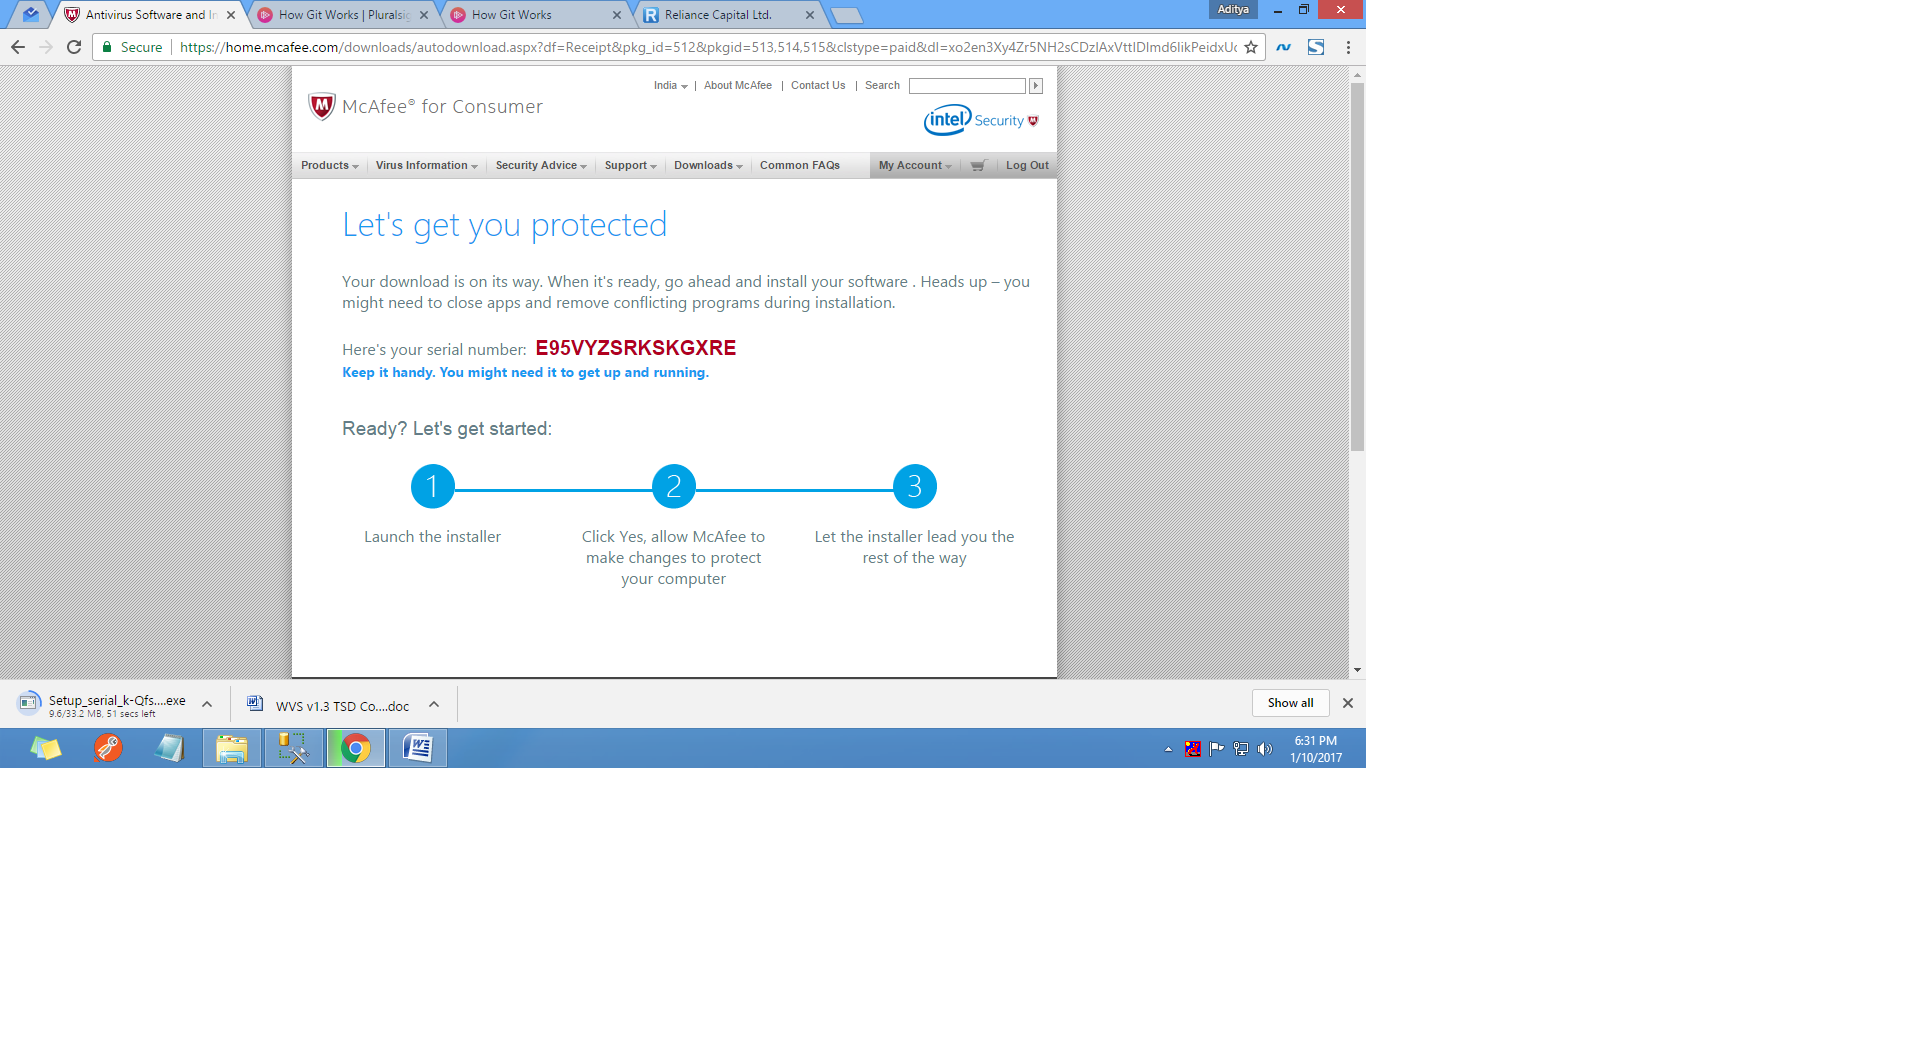 Antivirus Software and In
How Git Works | Pluralsig
How Git Works
Reliance Capital Ltd.
Aditya
Secure
https://home.mcafee.com/downloads/autodownload.aspx?df=Receipt&pkg_id=512&pkgid=513,514,515&clstype=paid&dl=
India | About McAfee | Contact Us | Search
McAfee® for Consumer
intel Security
Products Virus Information Security Advice Support Downloads Common FAQs My Account Log Out
Let's get you protected
Your download is on its way. When it's ready, go ahead and install your software . Heads up – you
might need to close apps and remove conflicting programs during installation.
Here's your serial number: E95VYZSRKSKGXRE
Keep it handy. You might need it to get up and running.
Ready? Let's get started:
1 2 3
Launch the installer
Click Yes, allow McAfee to
make changes to protect
your computer
Let the installer lead you the
rest of the way
Setup_serial_k-Qfs....exe
9.6/33.2 MB, 51 secs left
WVS v1.3 TSD Co....doc
Show all
6:31 PM
1/10/2017